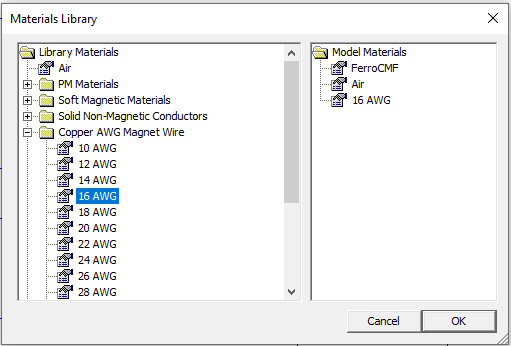 Materials Library
Library Materials
Air
PM Materials
Soft Magnetic Materials
Solid Non-Magnetic Conductors
Copper AWG Magnet Wire
10 AWG
12 AWG
14 AWG
16 AWG
18 AWG
20 AWG
22 AWG
24 AWG
26 AWG
28 AWG
Model Materials
FerroCMF
Air
16 AWG
Cancel
OK